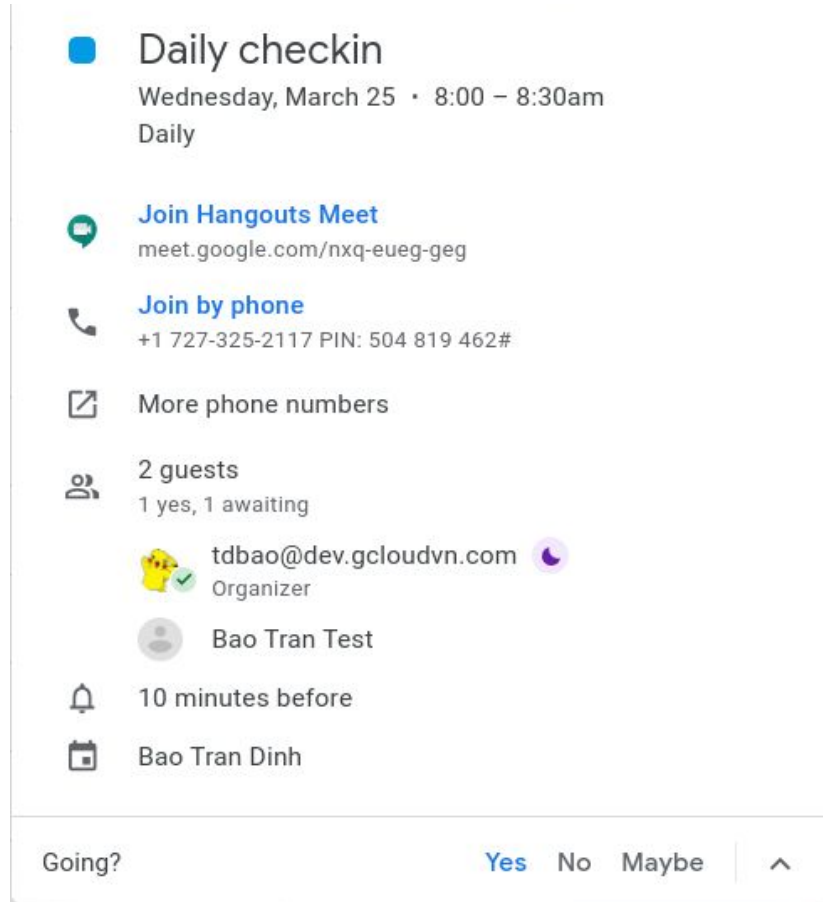 Daily checkin
Wednesday, March 25 · 8:00 – 8:30am
Daily
Join Hangouts Meet
meet.google.com/nxq-eueg-geg
Join by phone
+1 727-325-2117 PIN: 504 819 462#
More phone numbers
2 guests
1 yes, 1 awaiting
tdbao@dev.gcloudvn.com
Organizer
Bao Tran Test
10 minutes before
Bao Tran Dinh
Going? Yes No Maybe